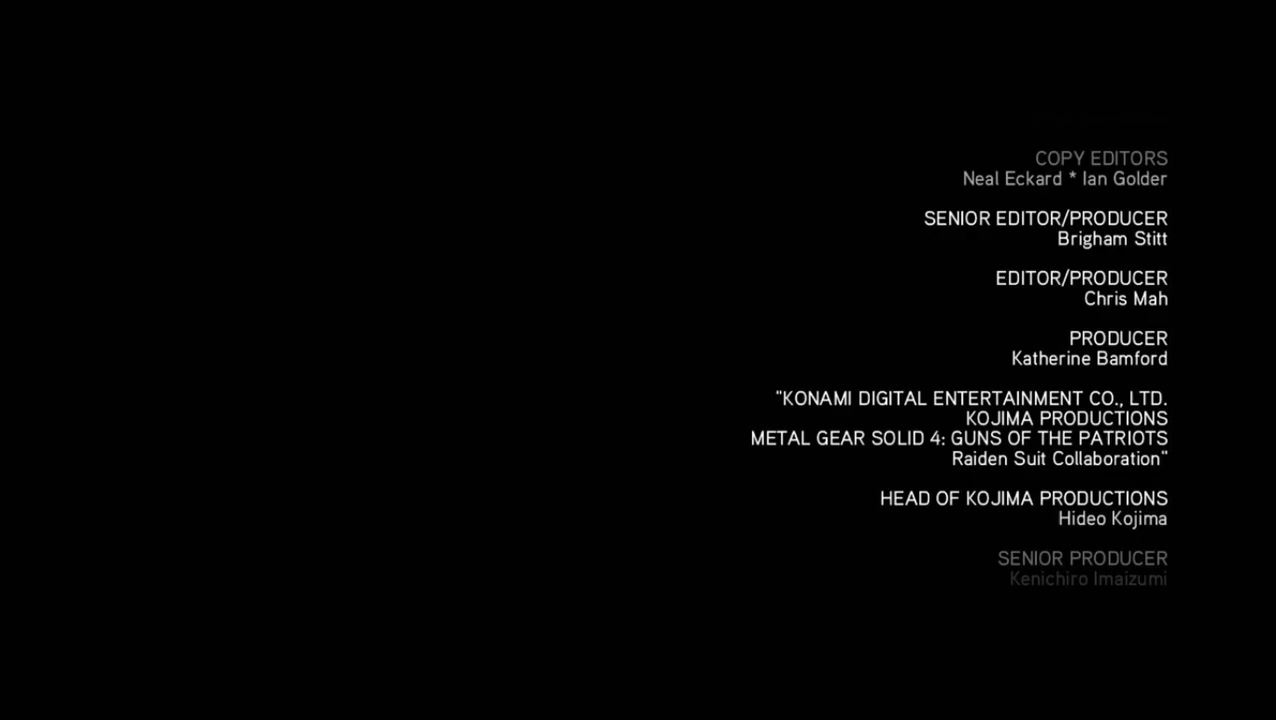 COPY EDITORS
Neal Eckard * Ian Golder
SENIOR EDITOR/PRODUCER
Brigham Stitt
EDITOR/PRODUCER
Chris Mah
PRODUCER
Katherine Bamford
"KONAMI DIGITAL ENTERTAINMENT CO., LTD.
KOJIMA PRODUCTIONS
METAL GEAR SOLID 4: GUNS OF THE PATRIOTS
Raiden Suit Collaboration"
HEAD OF KOJIMA PRODUCTIONS
Hideo Kojima
SENIOR PRODUCER
Kenichiro Imaizumi